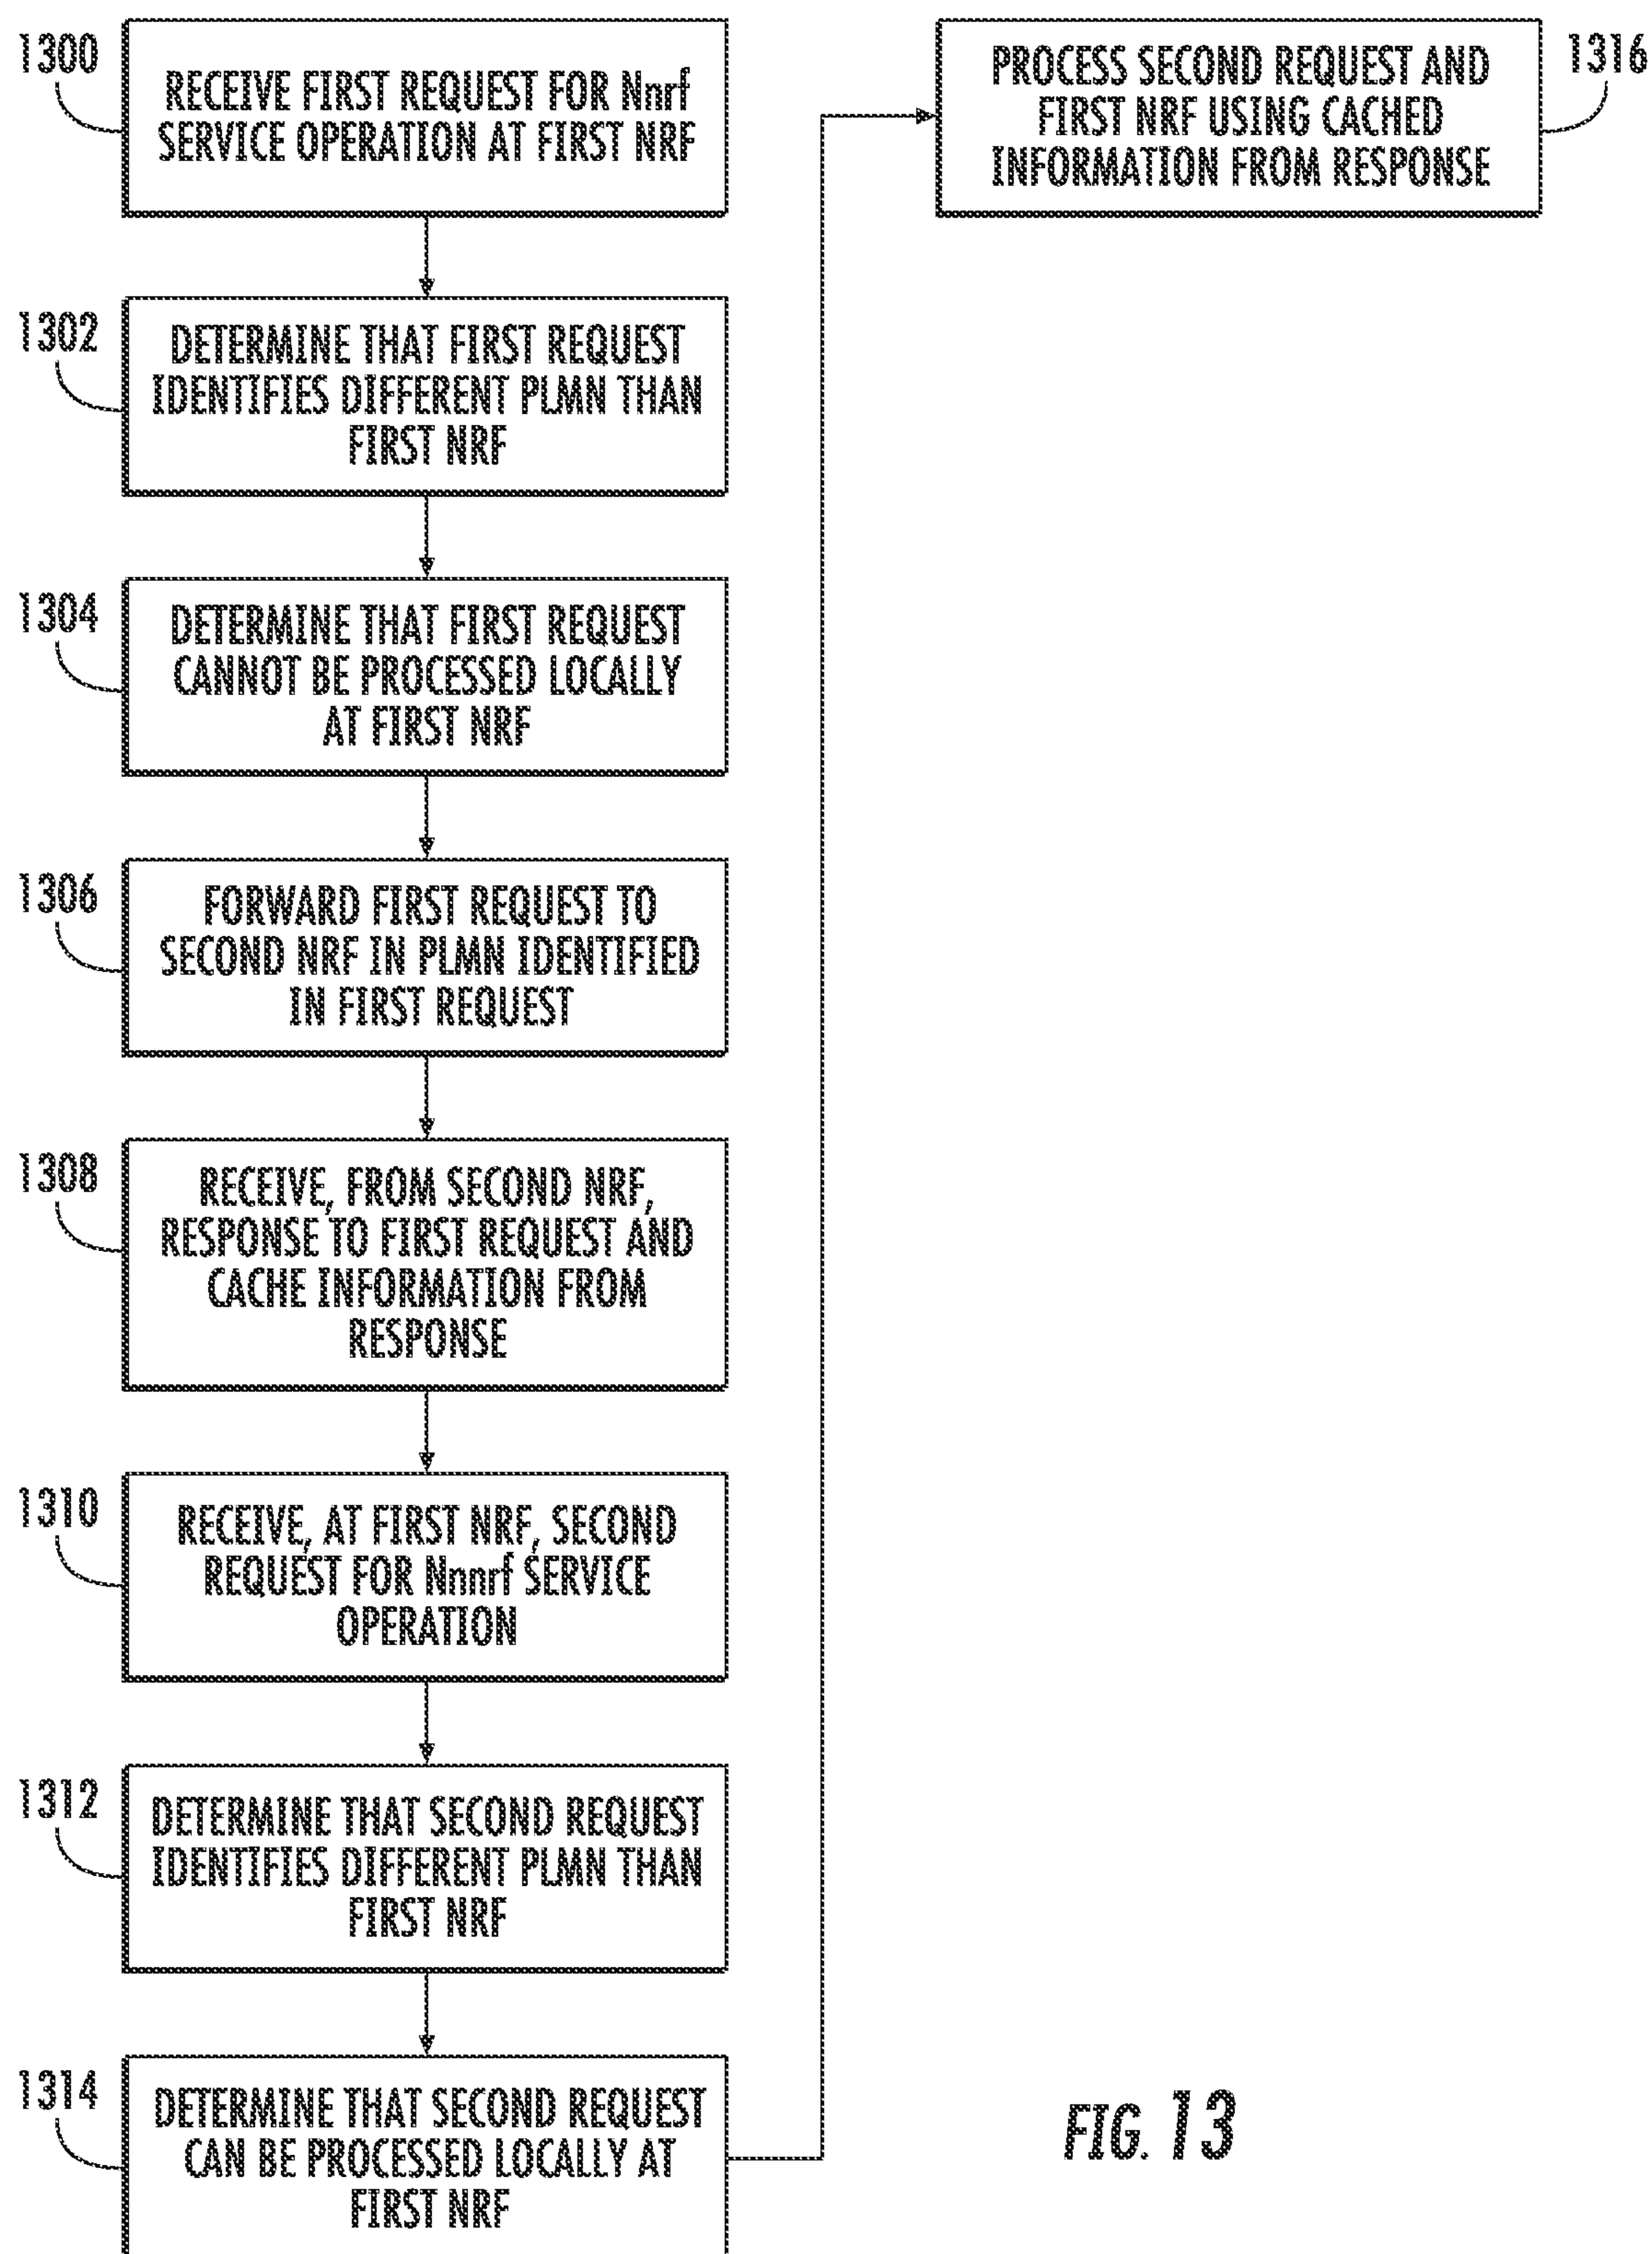 1300
RECEIVE FIRST REQUEST FOR Nnrf
SERVICE OPERATION AT FIRST NRF
1302
DETERMINE THAT FIRST REQUEST
IDENTIFIES DIFFERENT PLMN THAN
FIRST NRF
1304
DETERMINE THAT FIRST REQUEST
CANNOT BE PROCESSED LOCALLY
AT FIRST NRF
1306
FORWARD FIRST REQUEST TO
SECOND NRF IN PLMN IDENTIFIED
IN FIRST REQUEST
1308
RECEIVE, FROM SECOND NRF,
RESPONSE TO FIRST REQUEST AND
CACHE INFORMATION FROM
RESPONSE
1310
RECEIVE, AT FIRST NRF, SECOND
REQUEST FOR Nnnrf SERVICE
OPERATION
1312
DETERMINE THAT SECOND REQUEST
IDENTIFIES DIFFERENT PLMN THAN
FIRST NRF
1314
DETERMINE THAT SECOND REQUEST
CAN BE PROCESSED LOCALLY AT
FIRST NRF
1316
PROCESS SECOND REQUEST AND
FIRST NRF USING CACHED
INFORMATION FROM RESPONSE
FIG. 13